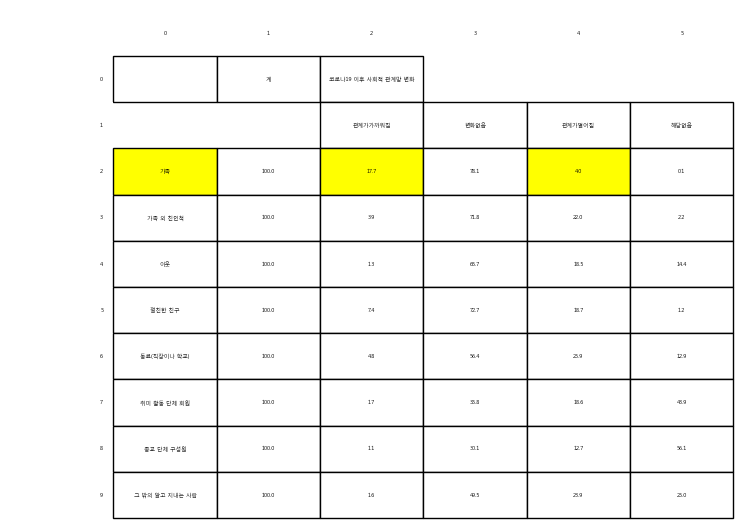 0 1 2 3 4 5
0 계 코로나19 이후 사회적 관계망 변화
1 관계가가까워짐 변화없음 관계가멀어짐 해당없음
2 가족 100.0 17.7 78.1 4.0 0.1
3 가족 외 친인척 100.0 3.9 71.8 22.0 2.2
4 이웃 100.0 1.3 65.7 18.5 14.4
5 절친한 친구 100.0 7.4 72.7 18.7 1.2
6 동료(직장이나 학교) 100.0 4.8 56.4 25.9 12.9
7 취미 활동 단체 회원 100.0 1.7 35.8 18.6 43.9
8 종교 단체 구성원 100.0 1.1 30.1 12.7 56.1
9 그 밖의 알고 지내는 사람 100.0 1.6 49.5 23.9 25.0